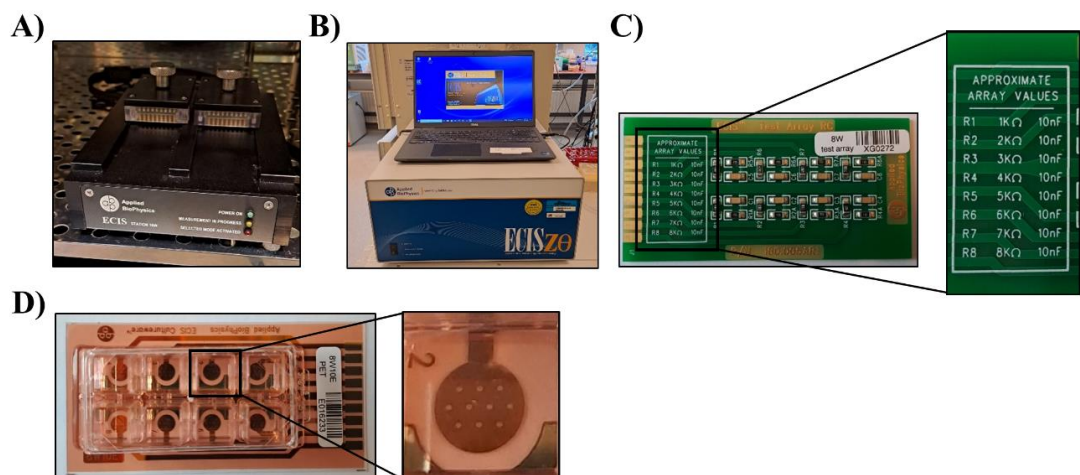 A)
Applied
BioPhysics
ECIS
POWER ON
MEASUREMENT IN PROGRESS
SELECTED MODE ACTIVATED
B)
Applied
BioPhysics
ECIS ZΘ
C)
APPROXIMATE
ARRAY VALUES
R1 1KΩ 10nF
R2 2KΩ 10nF
R3 3KΩ 10nF
R4 4KΩ 10nF
R5 5KΩ 10nF
R6 6KΩ 10nF
R7 7KΩ 10nF
R8 8KΩ 10nF
8W
test array XG0272
APPROXIMATE
ARRAY VALUES
R1 1KΩ 10nF
R2 2KΩ 10nF
R3 3KΩ 10nF
R4 4KΩ 10nF
R5 5KΩ 10nF
R6 6KΩ 10nF
R7 7KΩ 10nF
R8 8KΩ 10nF
D)
Applied BioPhysics ECIS Cultureware™
8W10E
PET E016233
2